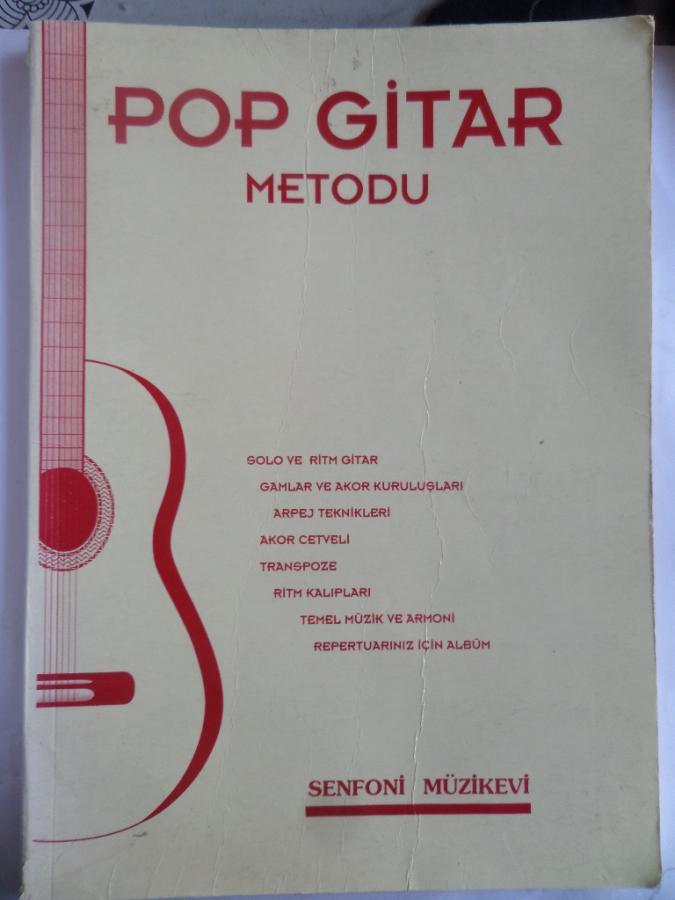 POP GİTAR
METODU
SOLO VE RİTM GİTAR
GAMLAR VE AKOR KURULUŞLARI
ARPEJ TEKNİKLERİ
AKOR CETVELİ
TRANSPOZE
RİTM KALIPLARI
TEMEL MÜZİK VE ARMONİ
REPERTUARINIZ İÇİN ALBÜM
SENFONİ MÜZİKEVİ